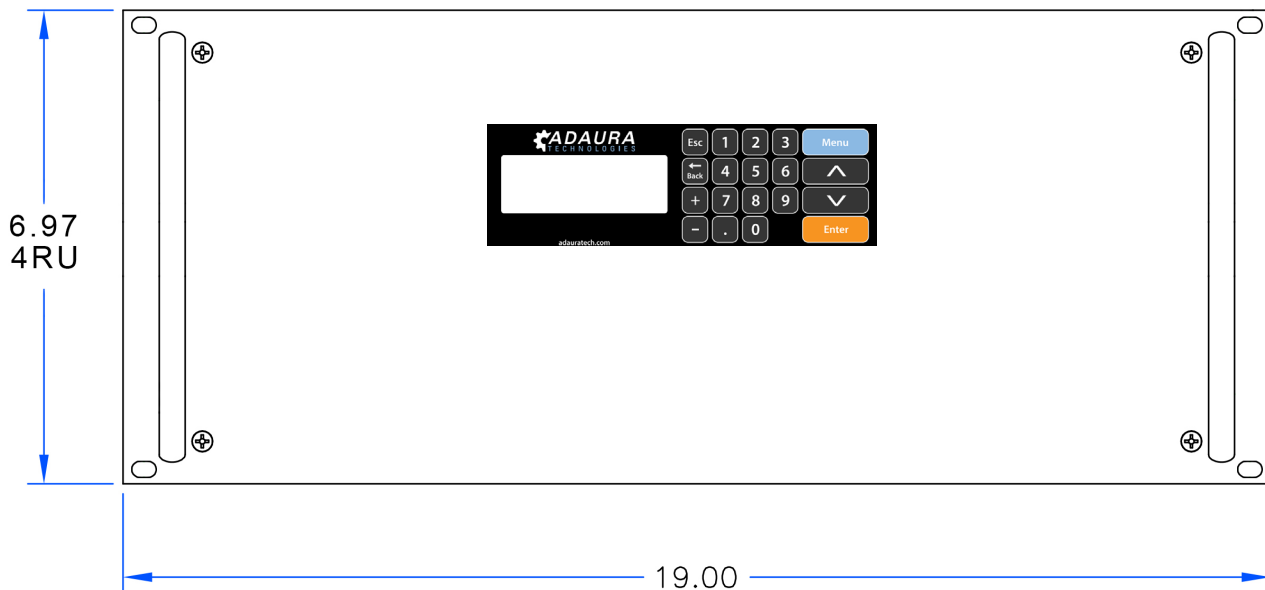 ADAURA
TECHNOLOGIES
Esc 1 2 3 Menu
Back 4 5 6
+ 7 8 9
- . 0 Enter
adauratech.com
6.97
4RU
19.00